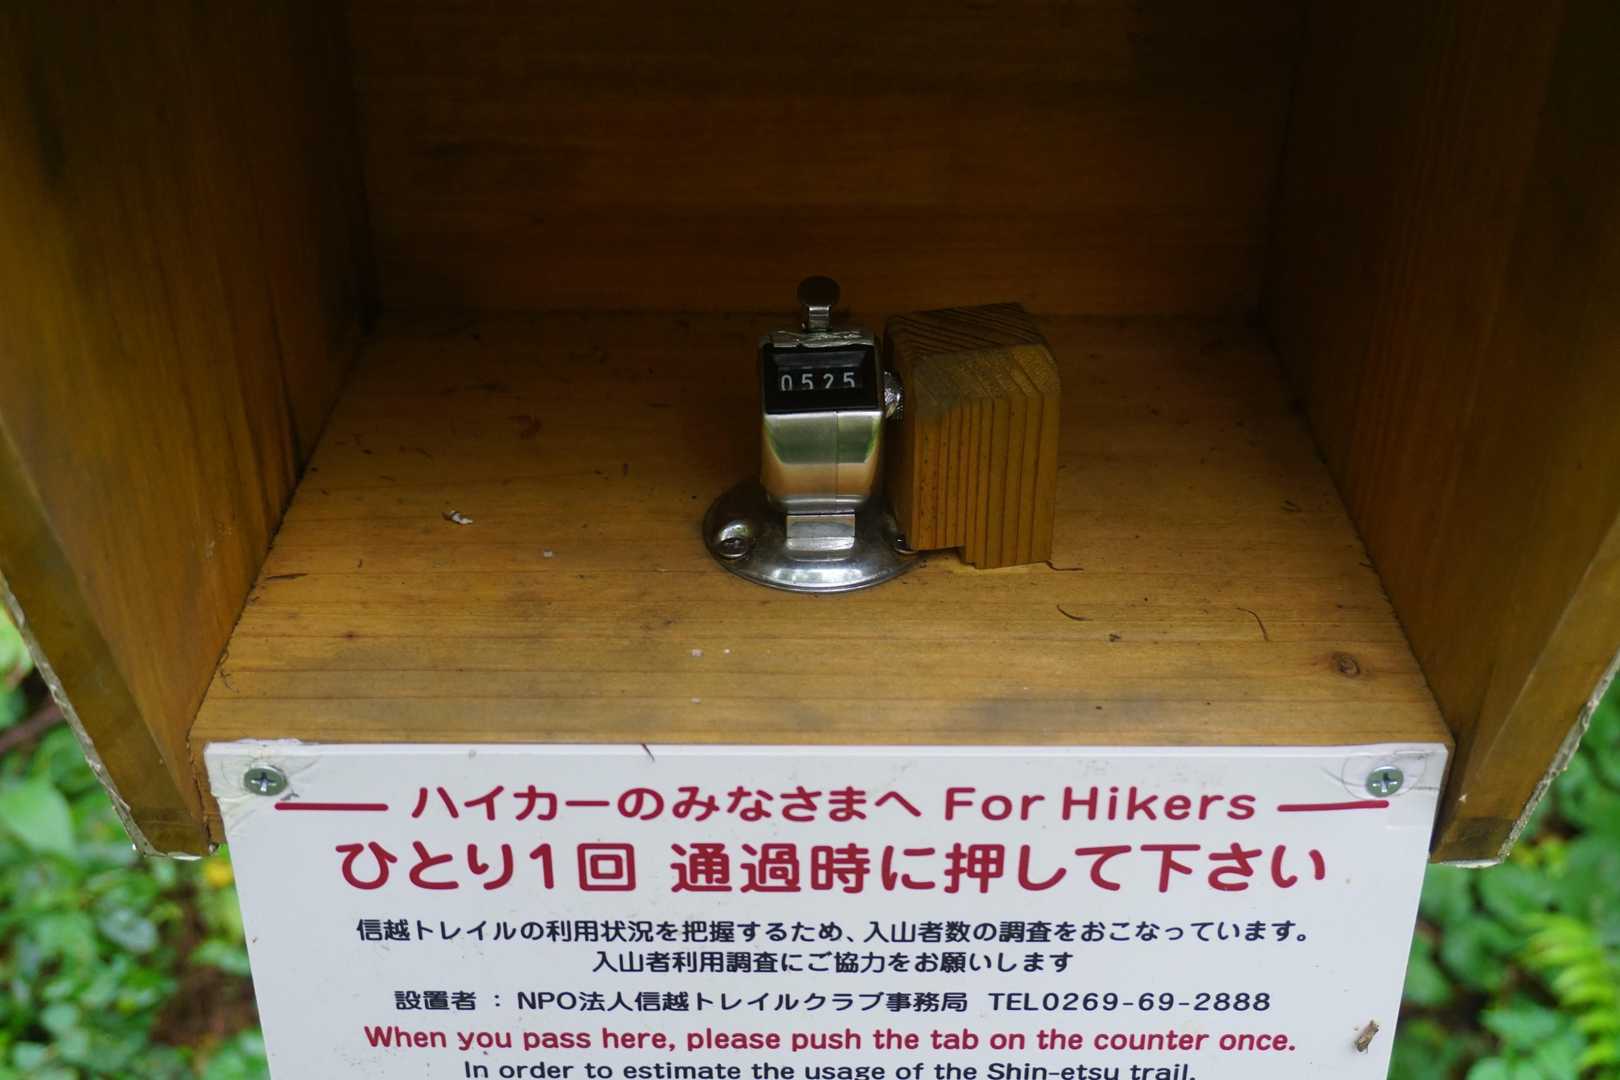 0525
ハイカーのみなさまへ For Hikers
ひとり1回 通過時に押して下さい
信越トレイルの利用状況を把握するため、入山者数の調査をおこなっています。
入山者利用調査にご協力をお願いします
設置者 : NPO法人信越トレイルクラブ事務局 TEL0269-69-2888
When you pass here, please push the tab on the counter once.
In order to estimate the usage of the Shin-etsu trail.